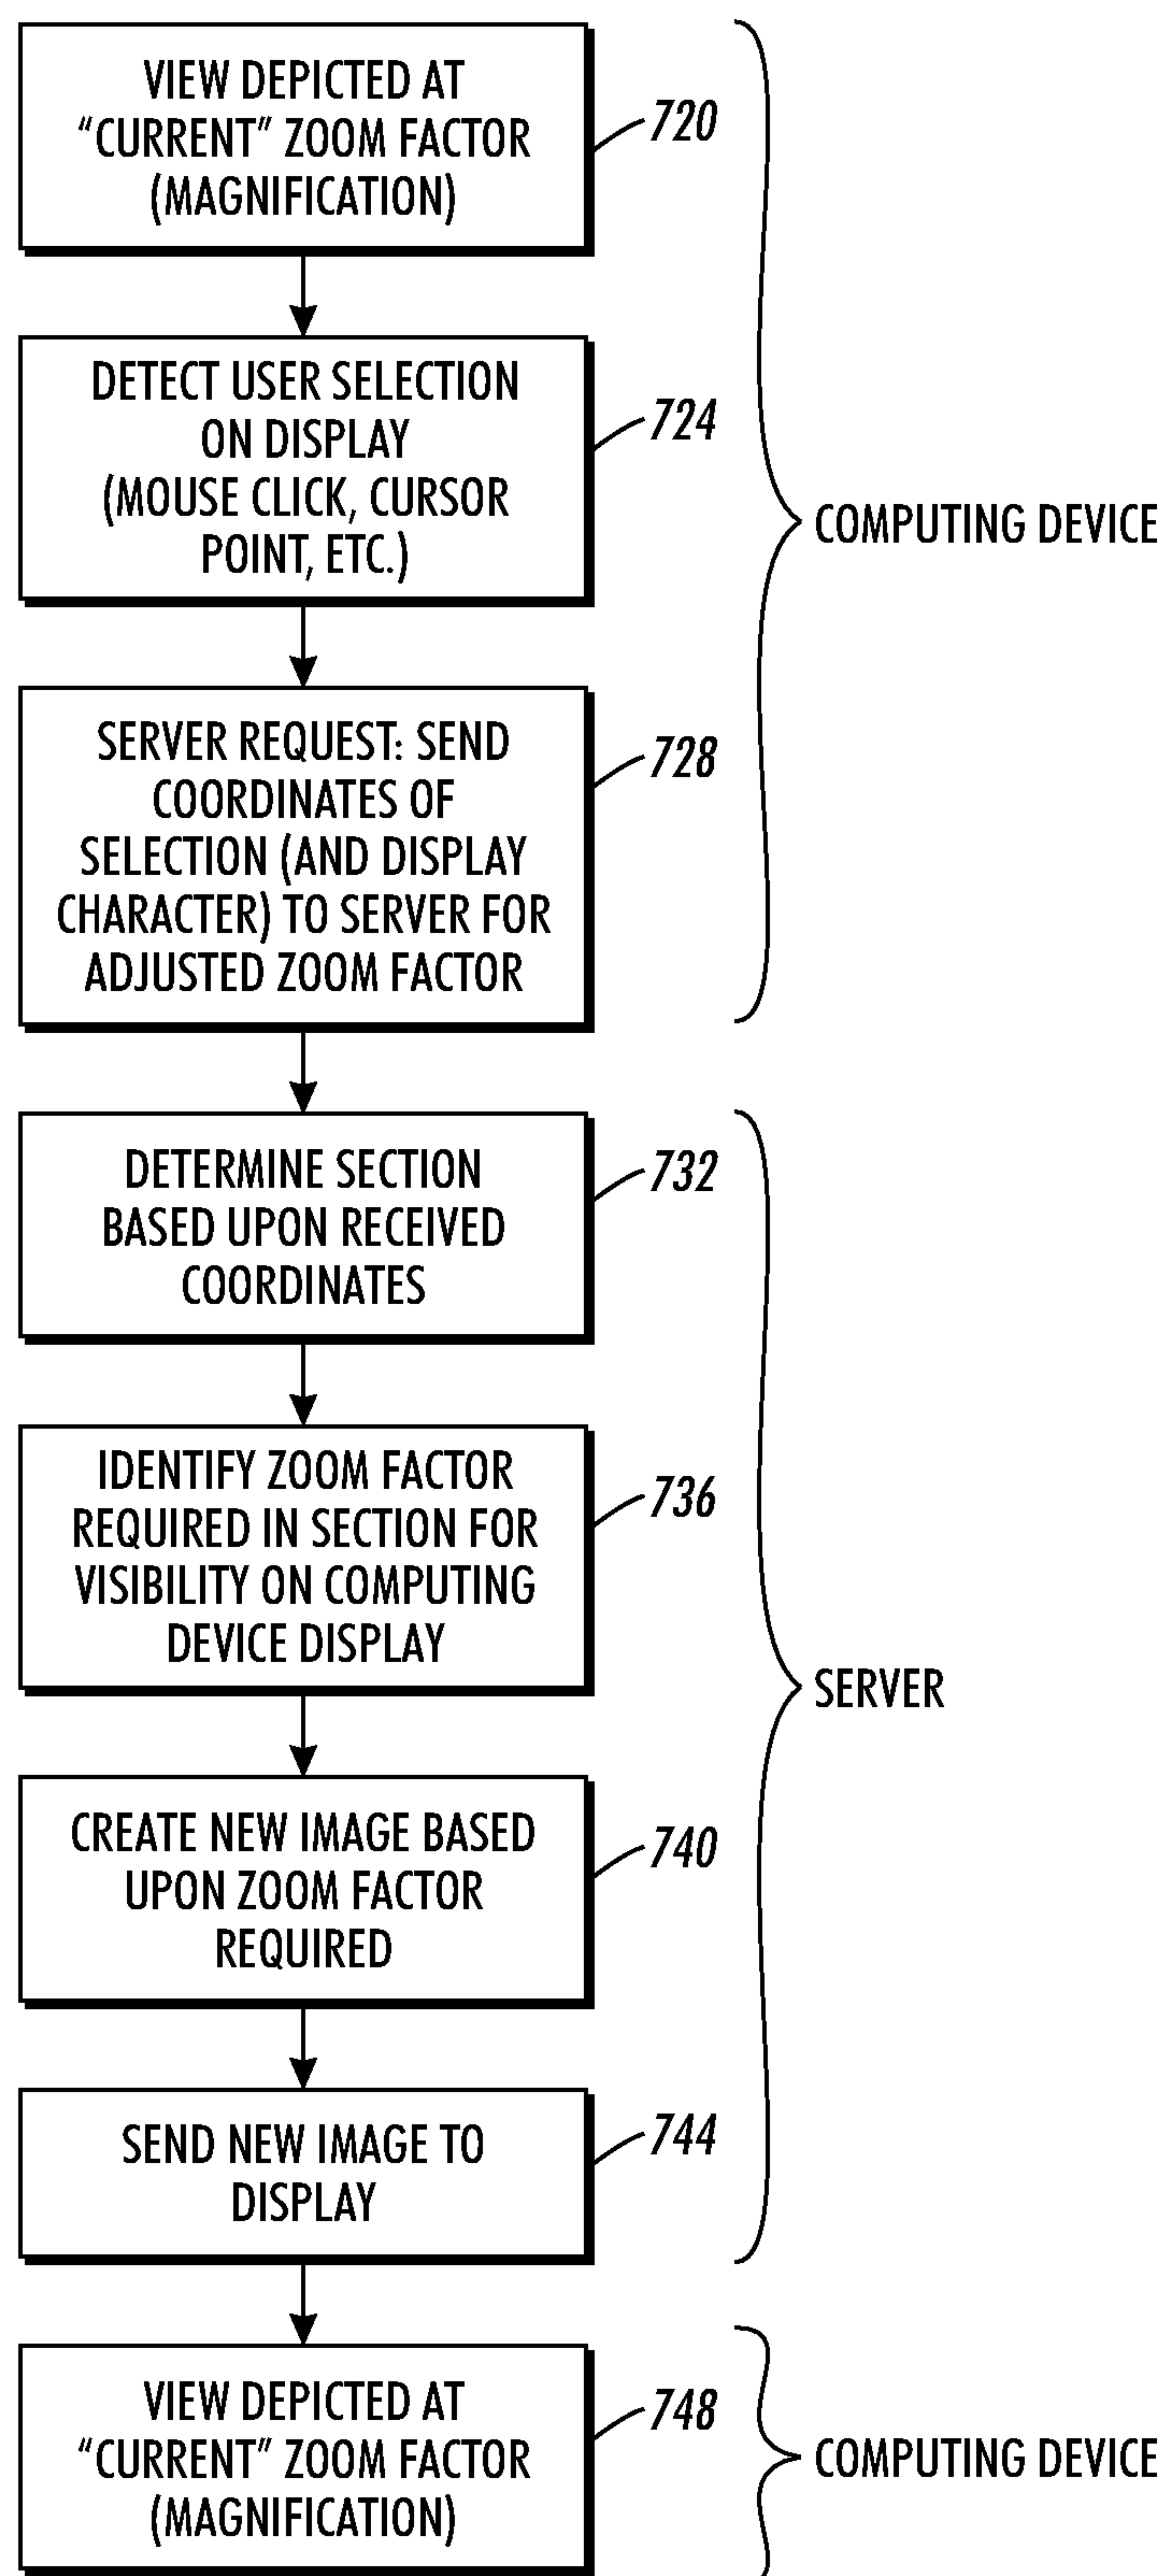 VIEW DEPICTED AT
“CURRENT” ZOOM FACTOR
(MAGNIFICATION)
720
DETECT USER SELECTION
ON DISPLAY
(MOUSE CLICK, CURSOR
POINT, ETC.)
724
COMPUTING DEVICE
SERVER REQUEST: SEND
COORDINATES OF
SELECTION (AND DISPLAY
CHARACTER) TO SERVER FOR
ADJUSTED ZOOM FACTOR
728
DETERMINE SECTION
BASED UPON RECEIVED
COORDINATES
732
IDENTIFY ZOOM FACTOR
REQUIRED IN SECTION FOR
VISIBILITY ON COMPUTING
DEVICE DISPLAY
736
SERVER
CREATE NEW IMAGE BASED
UPON ZOOM FACTOR
REQUIRED
740
SEND NEW IMAGE TO
DISPLAY
744
VIEW DEPICTED AT
“CURRENT” ZOOM FACTOR
(MAGNIFICATION)
748
COMPUTING DEVICE